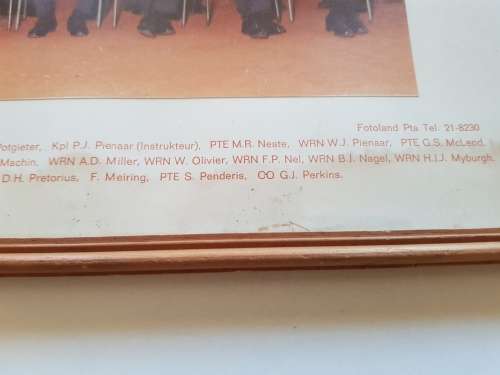 Fotoland Pta Tel: 21-8230
Potgieter, Kpl P.J. Pienaar (Instrukteur), PTE M.R. Neate, WRN W.J. Pienaar, PTE G.S. McLeod,
Machin, WRN A.D. Miller, WRN W. Olivier, WRN F.P. Nel, WRN B.J. Nagel, WRN H.I.J. Myburgh,
D.H. Pretorius, F. Meiring, PTE S. Penderis, OO G.J. Perkins.